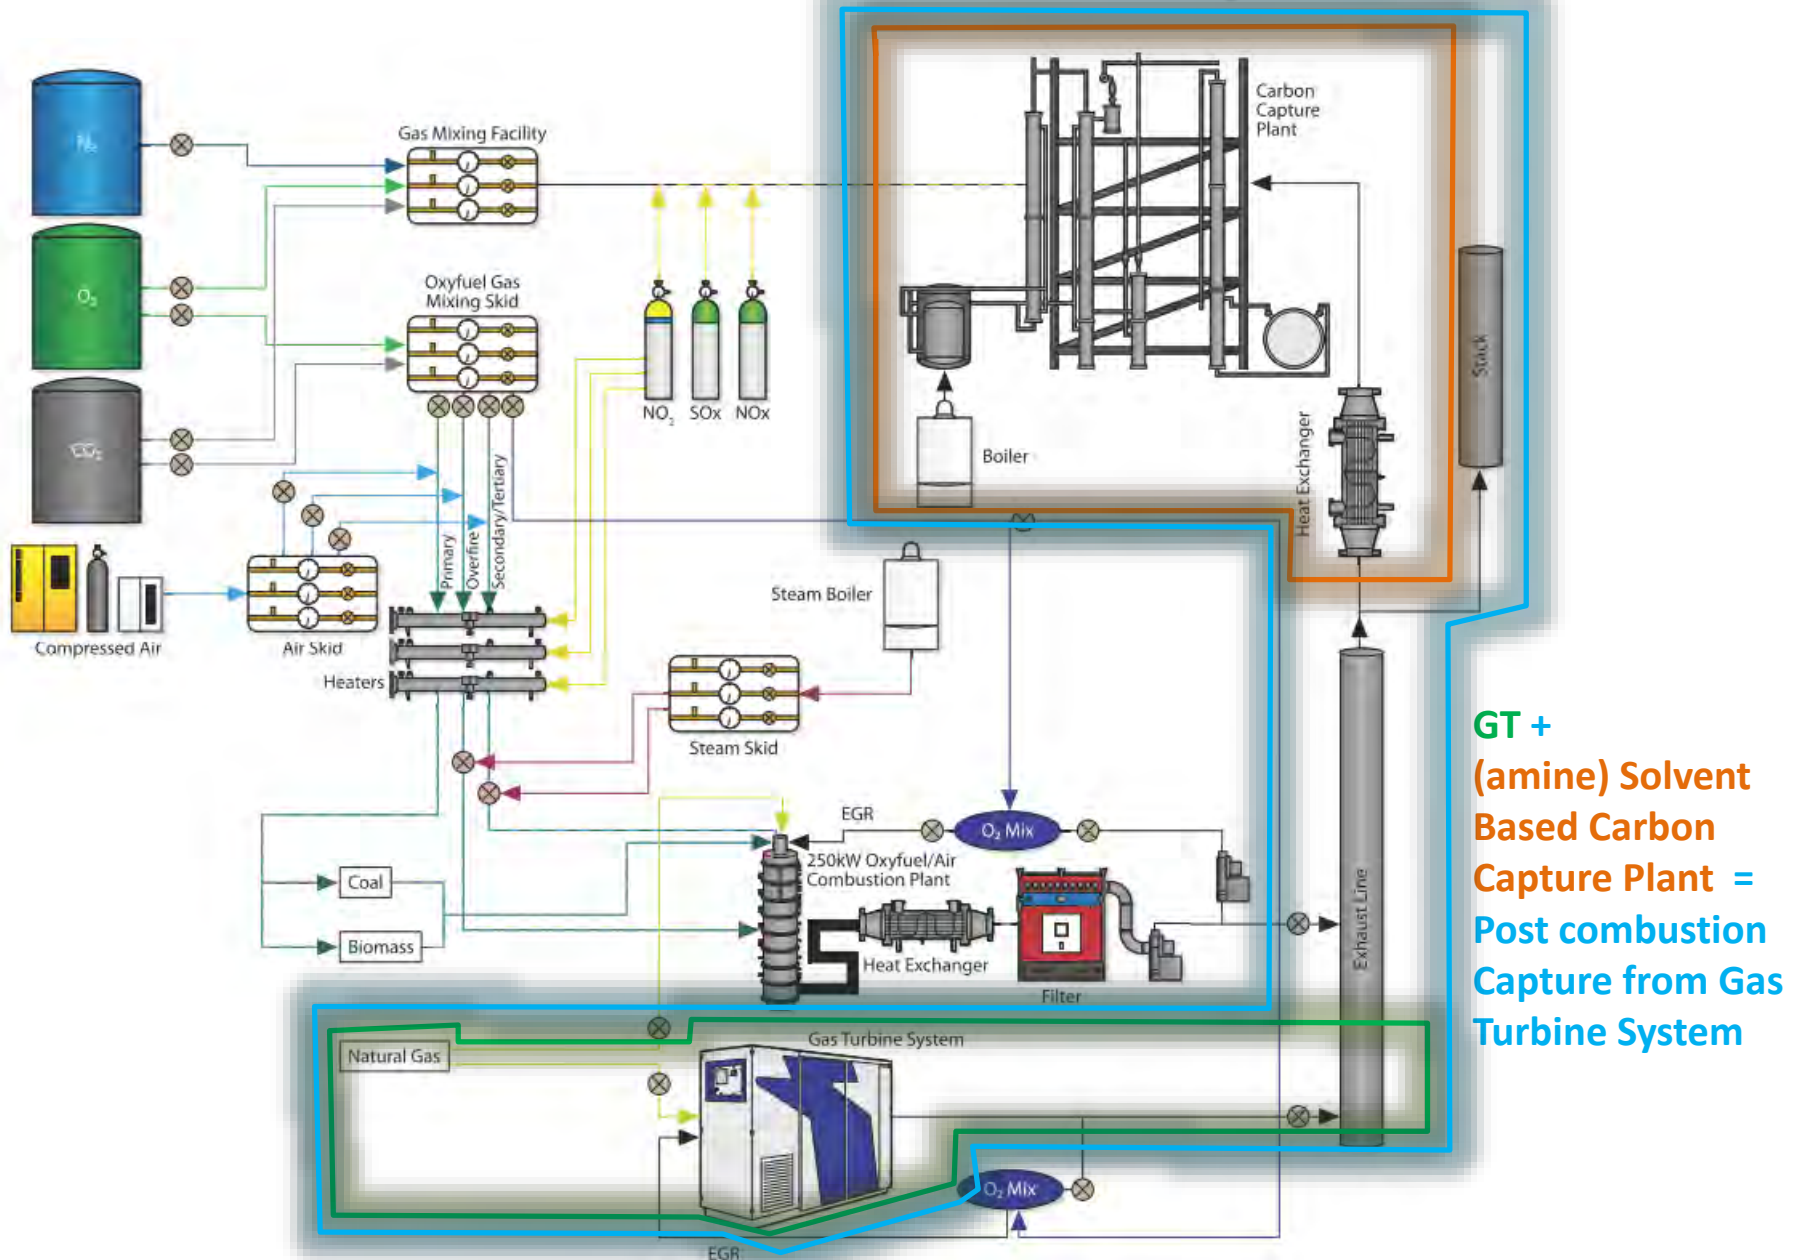 N₂
Gas Mixing Facility
Carbon
Capture
Plant
O₂
Oxyfuel Gas
Mixing Skid
CO₂
NO₂
SOx
NOx
Boiler
Heat Exchanger
Stack
Primary
Overfire
Secondary/Tertiary
Compressed Air
Air Skid
Heaters
Steam Boiler
Steam Skid
EGR
O₂ Mix
250kW Oxyfuel/Air
Combustion Plant
Coal
Biomass
Heat Exchanger
Filter
Exhaust Line
Natural Gas
Gas Turbine System
O₂ Mix
EGR
GT +
(amine) Solvent
Based Carbon
Capture Plant =
Post combustion
Capture from Gas
Turbine System